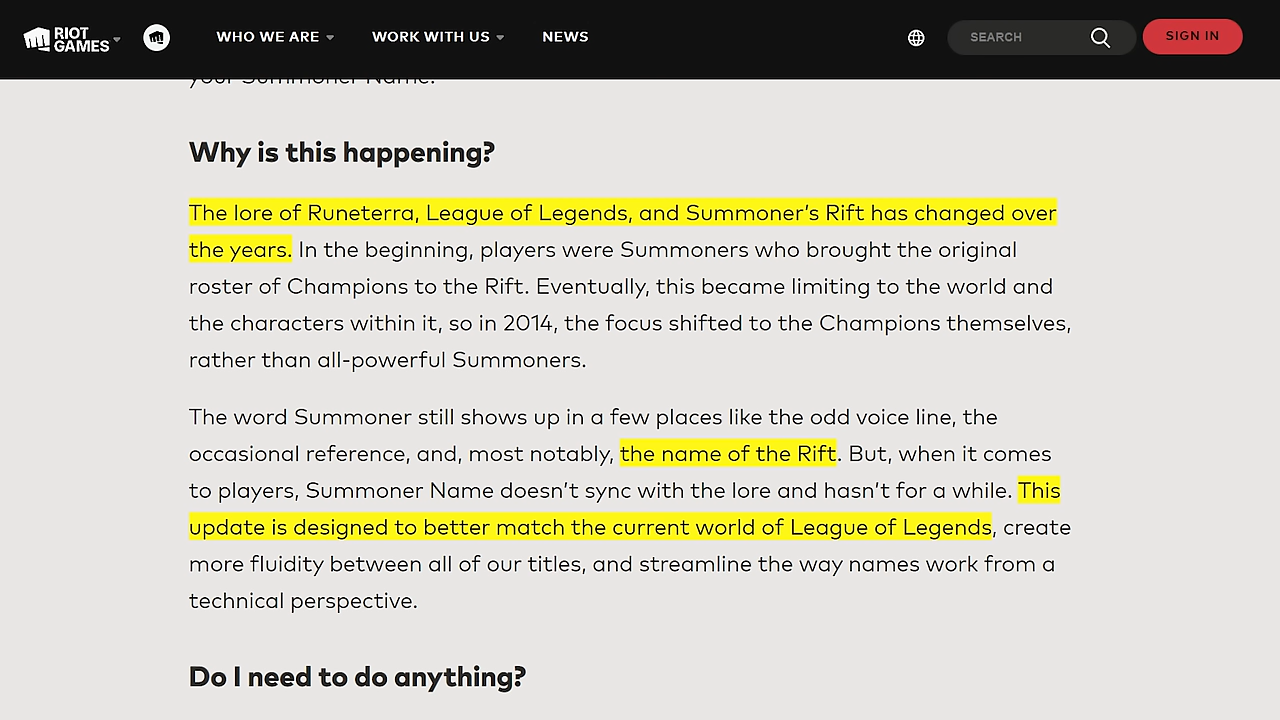 RIOT GAMES
WHO WE ARE
WORK WITH US
NEWS
SEARCH
SIGN IN
your Summoner Name.
Why is this happening?
The lore of Runeterra, League of Legends, and Summoner’s Rift has changed over
the years. In the beginning, players were Summoners who brought the original
roster of Champions to the Rift. Eventually, this became limiting to the world and
the characters within it, so in 2014, the focus shifted to the Champions themselves,
rather than all-powerful Summoners.
The word Summoner still shows up in a few places like the odd voice line, the
occasional reference, and, most notably, the name of the Rift. But, when it comes
to players, Summoner Name doesn’t sync with the lore and hasn’t for a while. This
update is designed to better match the current world of League of Legends, create
more fluidity between all of our titles, and streamline the way names work from a
technical perspective.
Do I need to do anything?